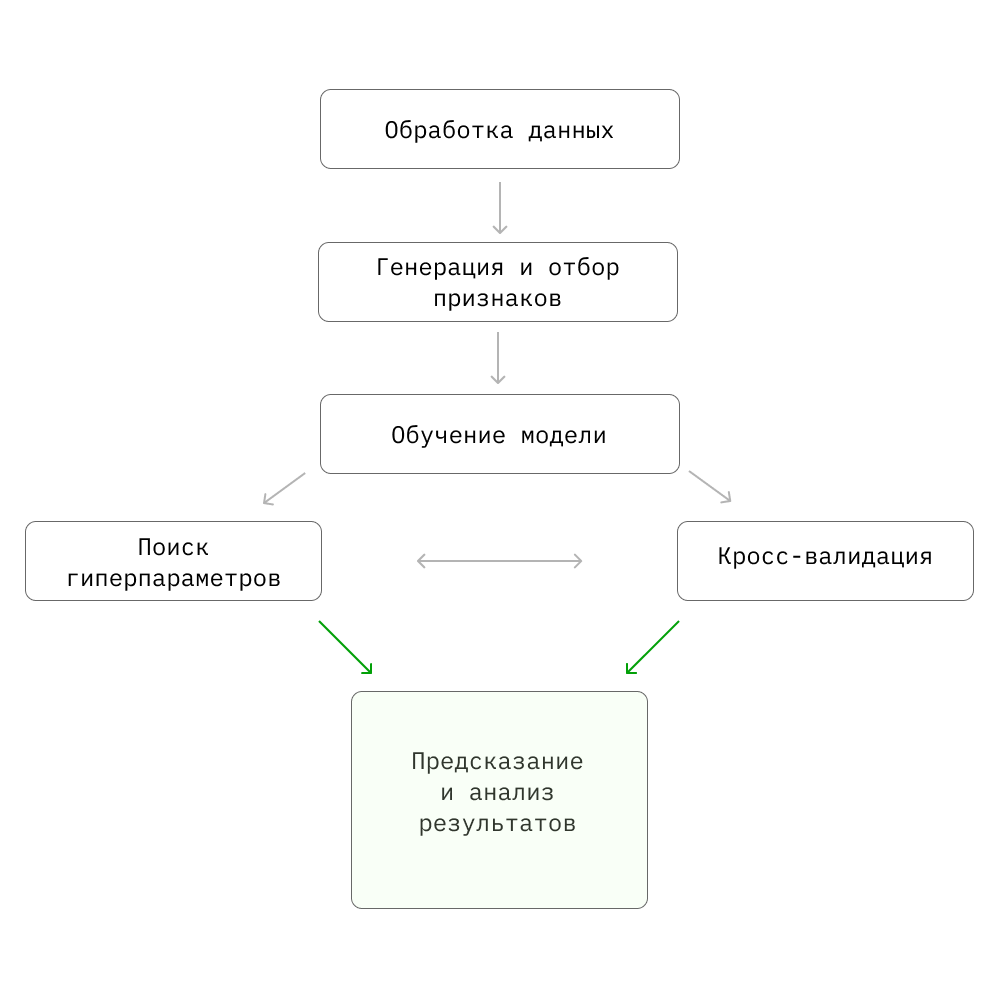 Обработка данных
Генерация и отбор
признаков
Обучение модели
Поиск
гиперпараметров
Кросс-валидация
Предсказание
и анализ
результатов